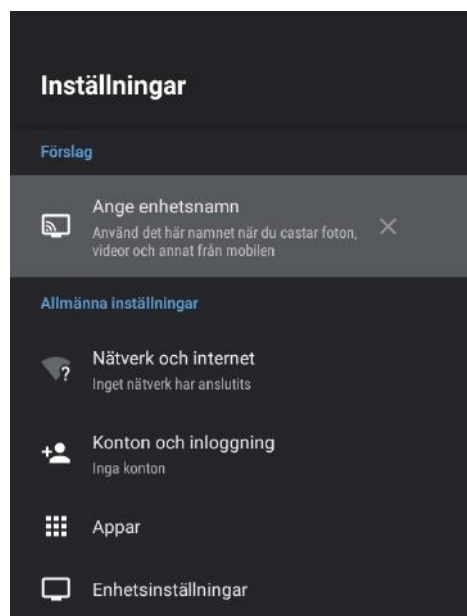 Inställningar
Förslag
Ange enhetsnamn
Använd det här namnet när du castar foton,
videor och annat från mobilen
Allmänna inställningar
Nätverk och internet
Inget nätverk har anslutits
Konton och inloggning
Inga konton
Appar
Enhetsinställningar